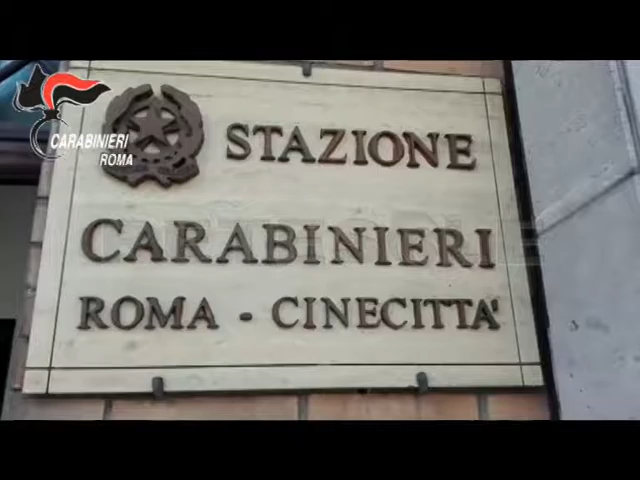 CARABINIERI
ROMA
STAZIONE
CARABINIERI
ROMA - CINECITTA'